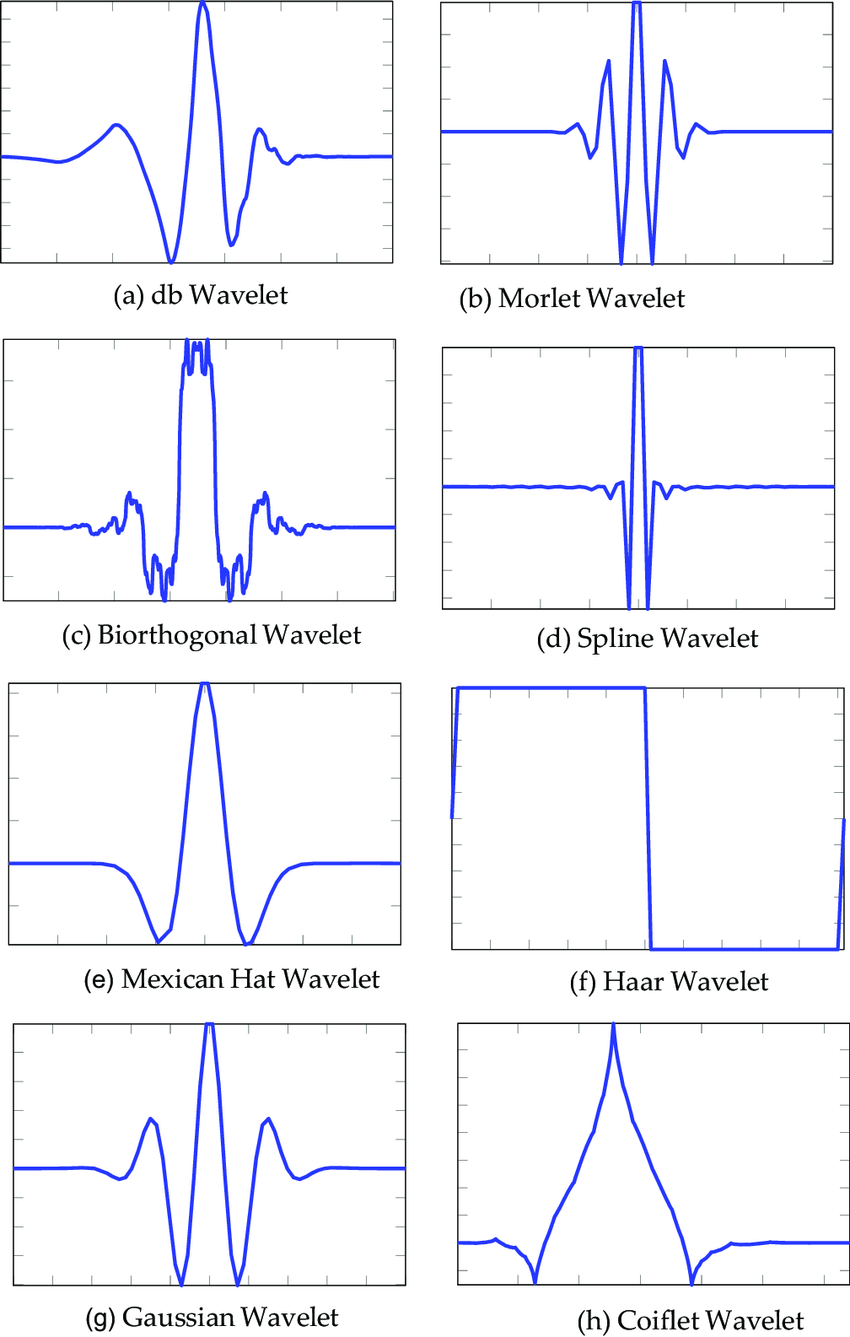 (a) db Wavelet
(b) Morlet Wavelet
(c) Biorthogonal Wavelet
(d) Spline Wavelet
(e) Mexican Hat Wavelet
(f) Haar Wavelet
(g) Gaussian Wavelet
(h) Coiflet Wavelet